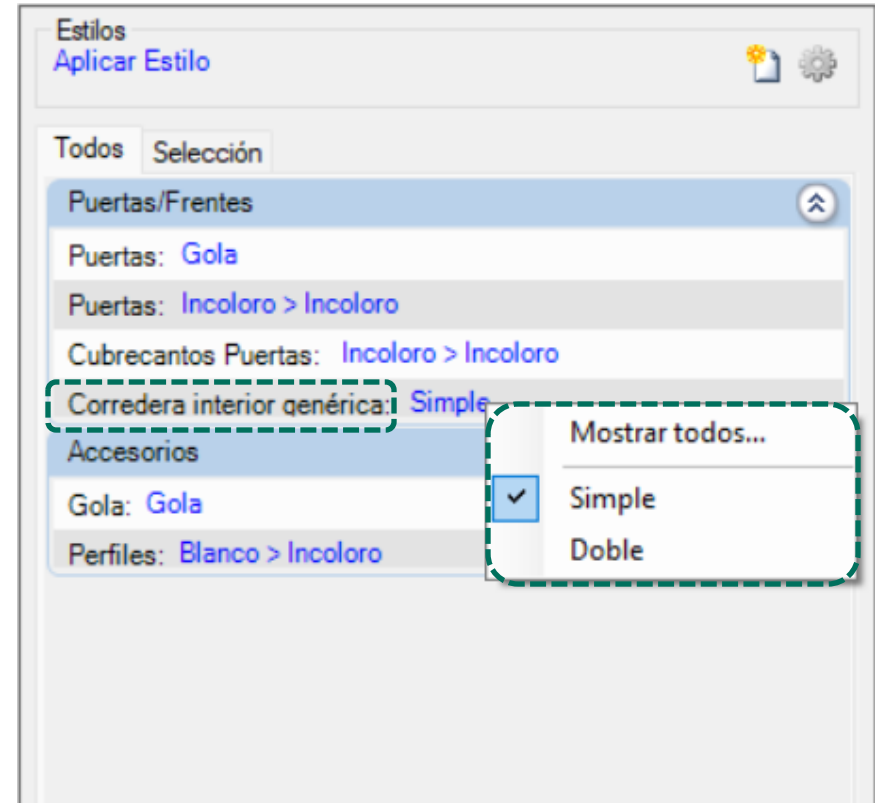 Estilos
Aplicar Estilo
Todos Selección
Puertas/Frentes
Puertas: Gola
Puertas: Incoloro > Incoloro
Cubrecantos Puertas: Incoloro > Incoloro
Corredera interior genérica: Simple
Mostrar todos...
Accesorios
Simple
Gola: Gola
Doble
Perfiles: Blanco > Incoloro